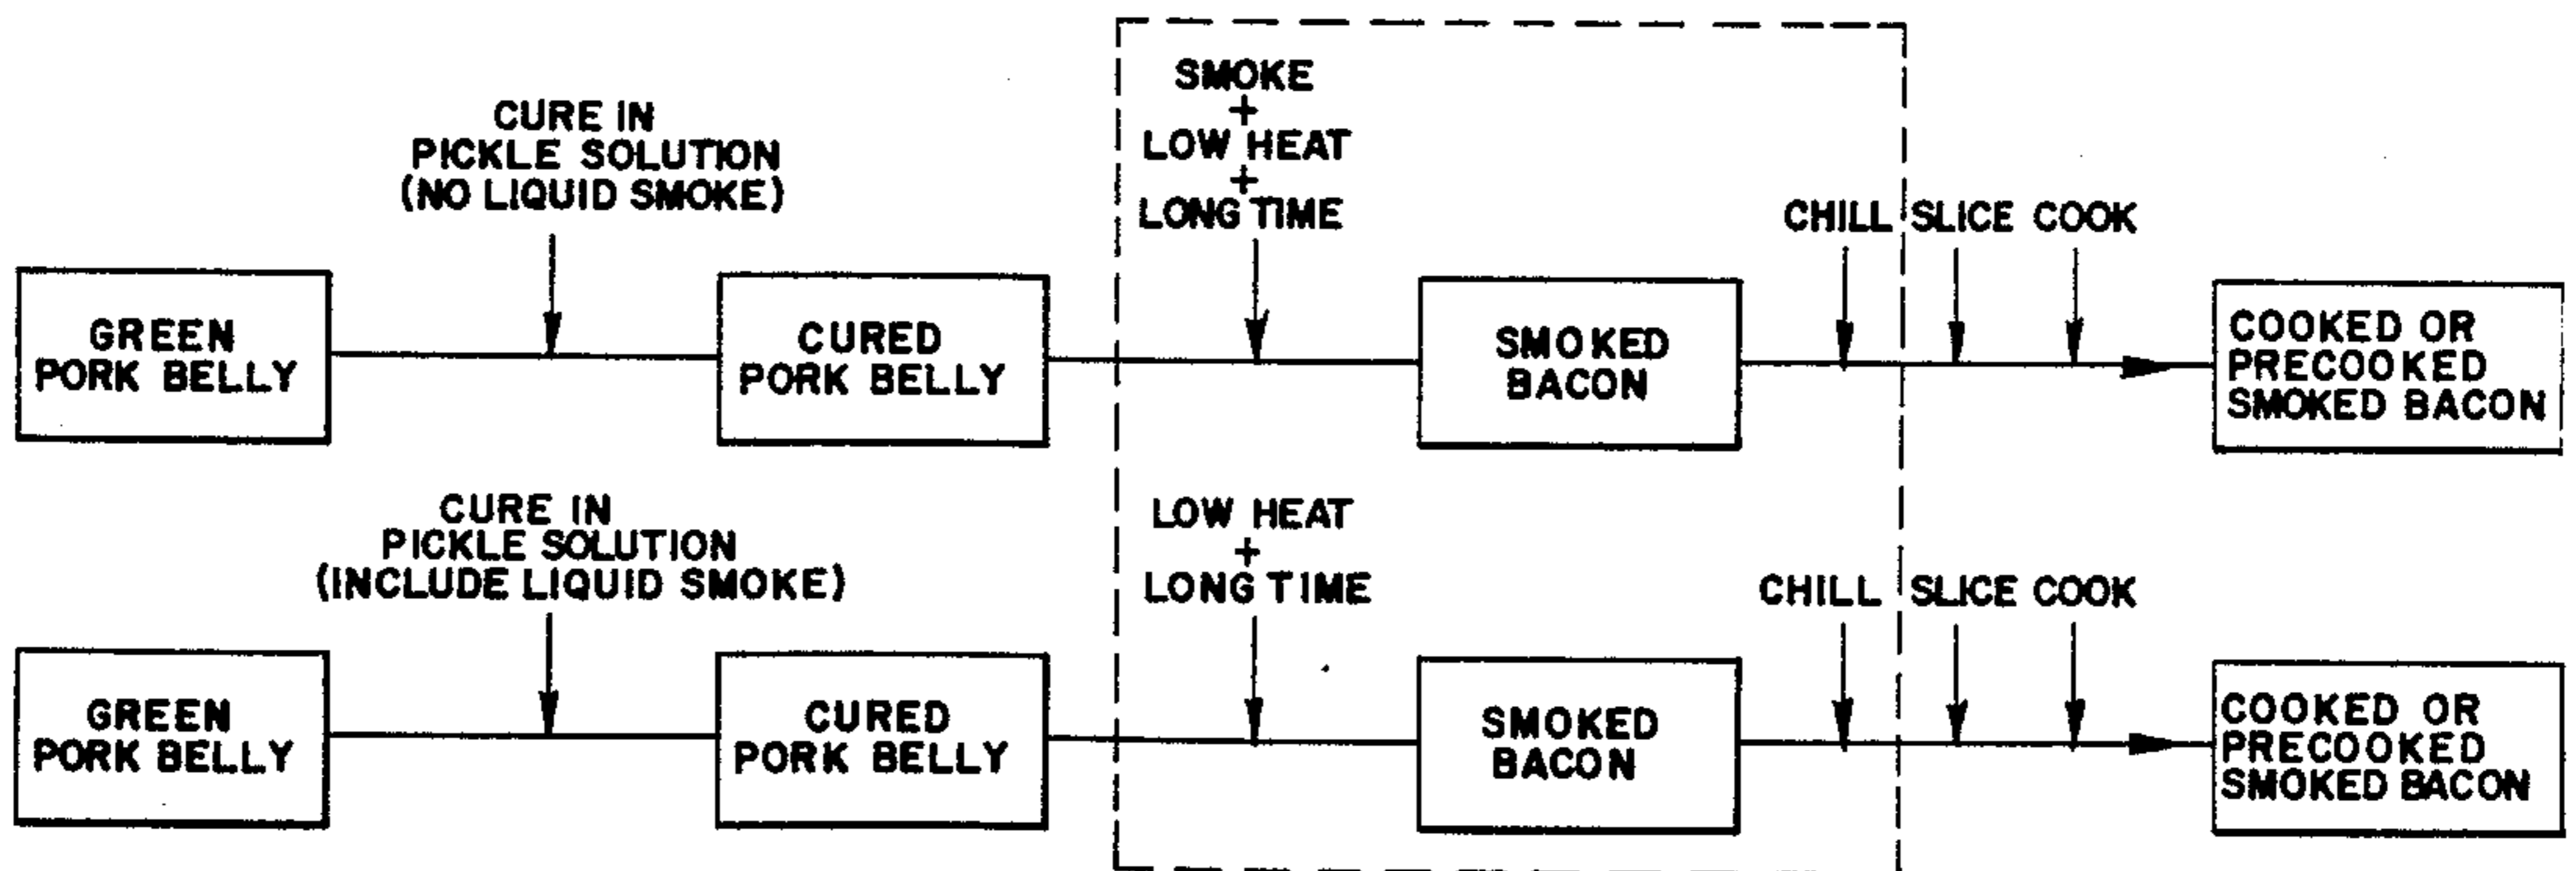 CURE IN
PICKLE SOLUTION
(NO LIQUID SMOKE)
SMOKE
+
LOW HEAT
+
LONG TIME
CHILL SLICE COOK
GREEN
PORK BELLY
CURED
PORK BELLY
SMOKED
BACON
COOKED OR
PRECOOKED
SMOKED BACON
CURE IN
PICKLE SOLUTION
(INCLUDE LIQUID SMOKE)
LOW HEAT
+
LONG TIME
CHILL SLICE COOK
GREEN
PORK BELLY
CURED
PORK BELLY
SMOKED
BACON
COOKED OR
PRECOOKED
SMOKED BACON